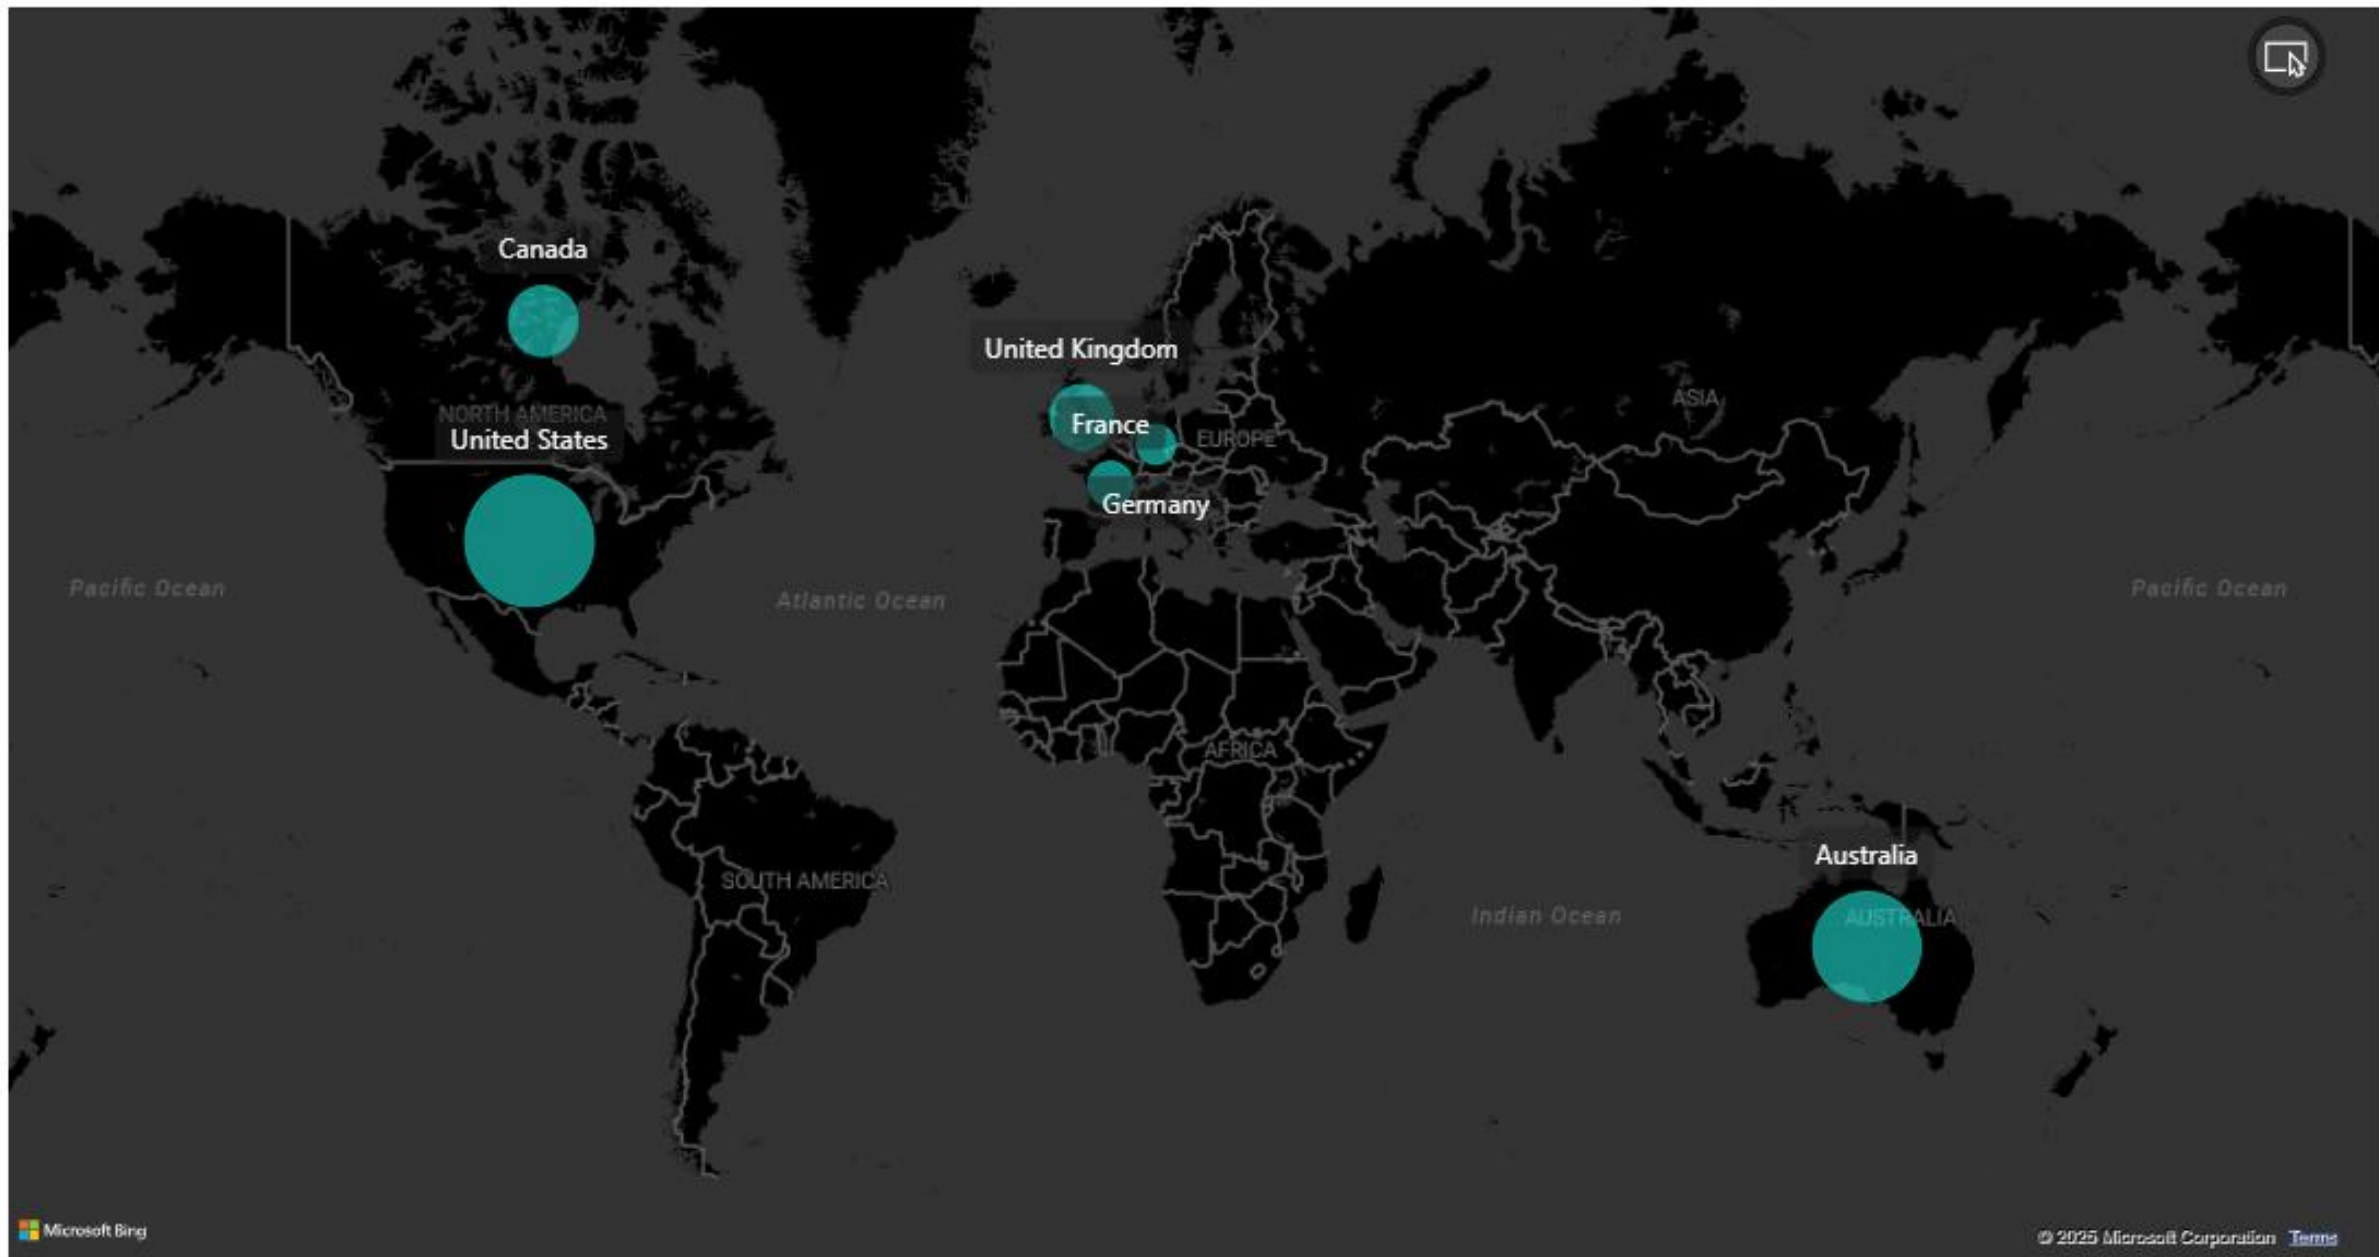 Canada
United Kingdom
NORTH AMERICA
ASIA
United States
France
EUROPE
Germany
Pacific Ocean
Atlantic Ocean
Pacific Ocean
AFRICA
Australia
SOUTH AMERICA
Indian Ocean
AUSTRALIA
Microsoft Bing
© 2025 Microsoft Corporation Terms